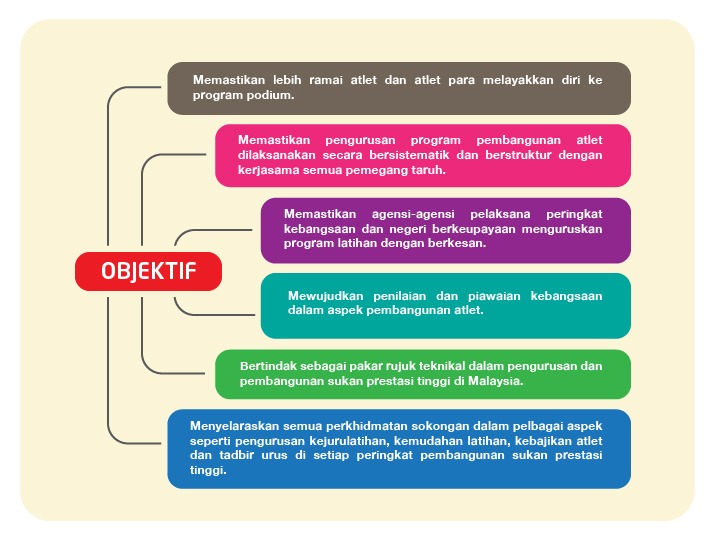 Memastikan lebih ramai atlet dan atlet para melayakkan diri ke
program podium.
Memastikan pengurusan program pembangunan atlet
dilaksanakan secara bersistematik dan berstruktur dengan
kerjasama semua pemegang taruh.
Memastikan agensi-agensi pelaksana peringkat
kebangsaan dan negeri berkeupayaan menguruskan
program latihan dengan berkesan.
OBJEKTIF
Mewujudkan penilaian dan piawaian kebangsaan
dalam aspek pembangunan atlet.
Bertindak sebagai pakar rujuk teknikal dalam pengurusan dan
pembangunan sukan prestasi tinggi di Malaysia.
Menyelaraskan semua perkhidmatan sokongan dalam pelbagai aspek
seperti pengurusan kejurulatihan, kemudahan latihan, kebajikan atlet
dan tadbir urus di setiap peringkat pembangunan sukan prestasi
tinggi.